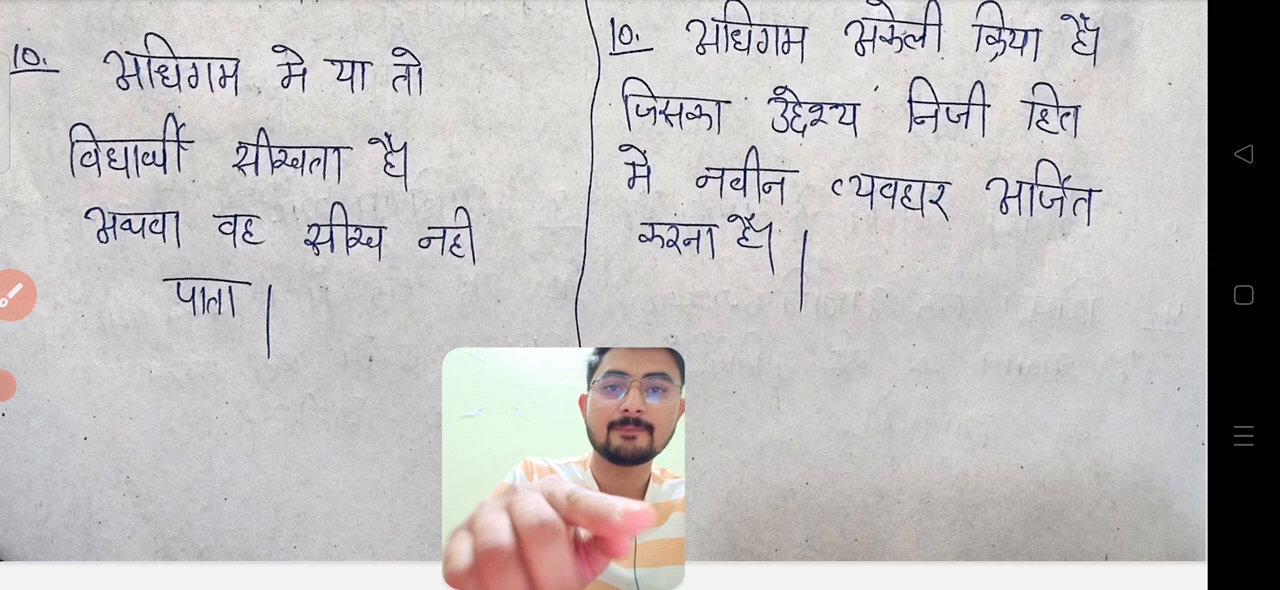 10. अधिगम मे या तो
विद्यार्थी सीखता है
अथवा वह सीख नही
पाता |
10. अधिगम अकेली क्रिया है
जिसका उद्देश्य निजी हित
मे नवीन व्यवहार अर्जित
करना है। |